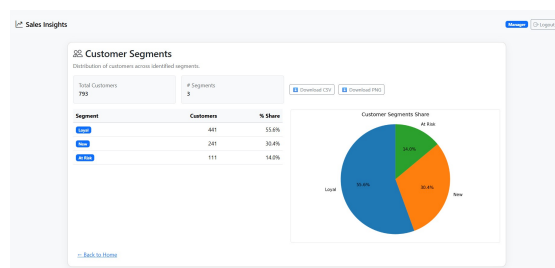 Sales Insights
Manager
Logout
Customer Segments
Distribution of customers across identified segments.
Total Customers
793
# Segments
3
Download CSV
Download PNG
Segment Customers % Share
Loyal 441 55.6%
New 241 30.4%
At Risk 111 14.0%
Customer Segments Share
At Risk
14.0%
55.6%
30.4%
Loyal
New
← Back to Home